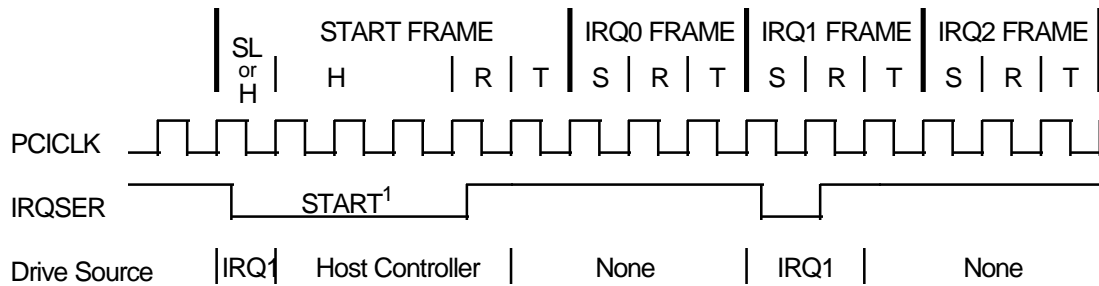 START FRAME IRQ0 FRAME IRQ1 FRAME IRQ2 FRAME
SL
or
H
H R T S R T S R T S R T
PCICLK
IRQSER START1
Drive Source IRQ1 Host Controller None IRQ1 None